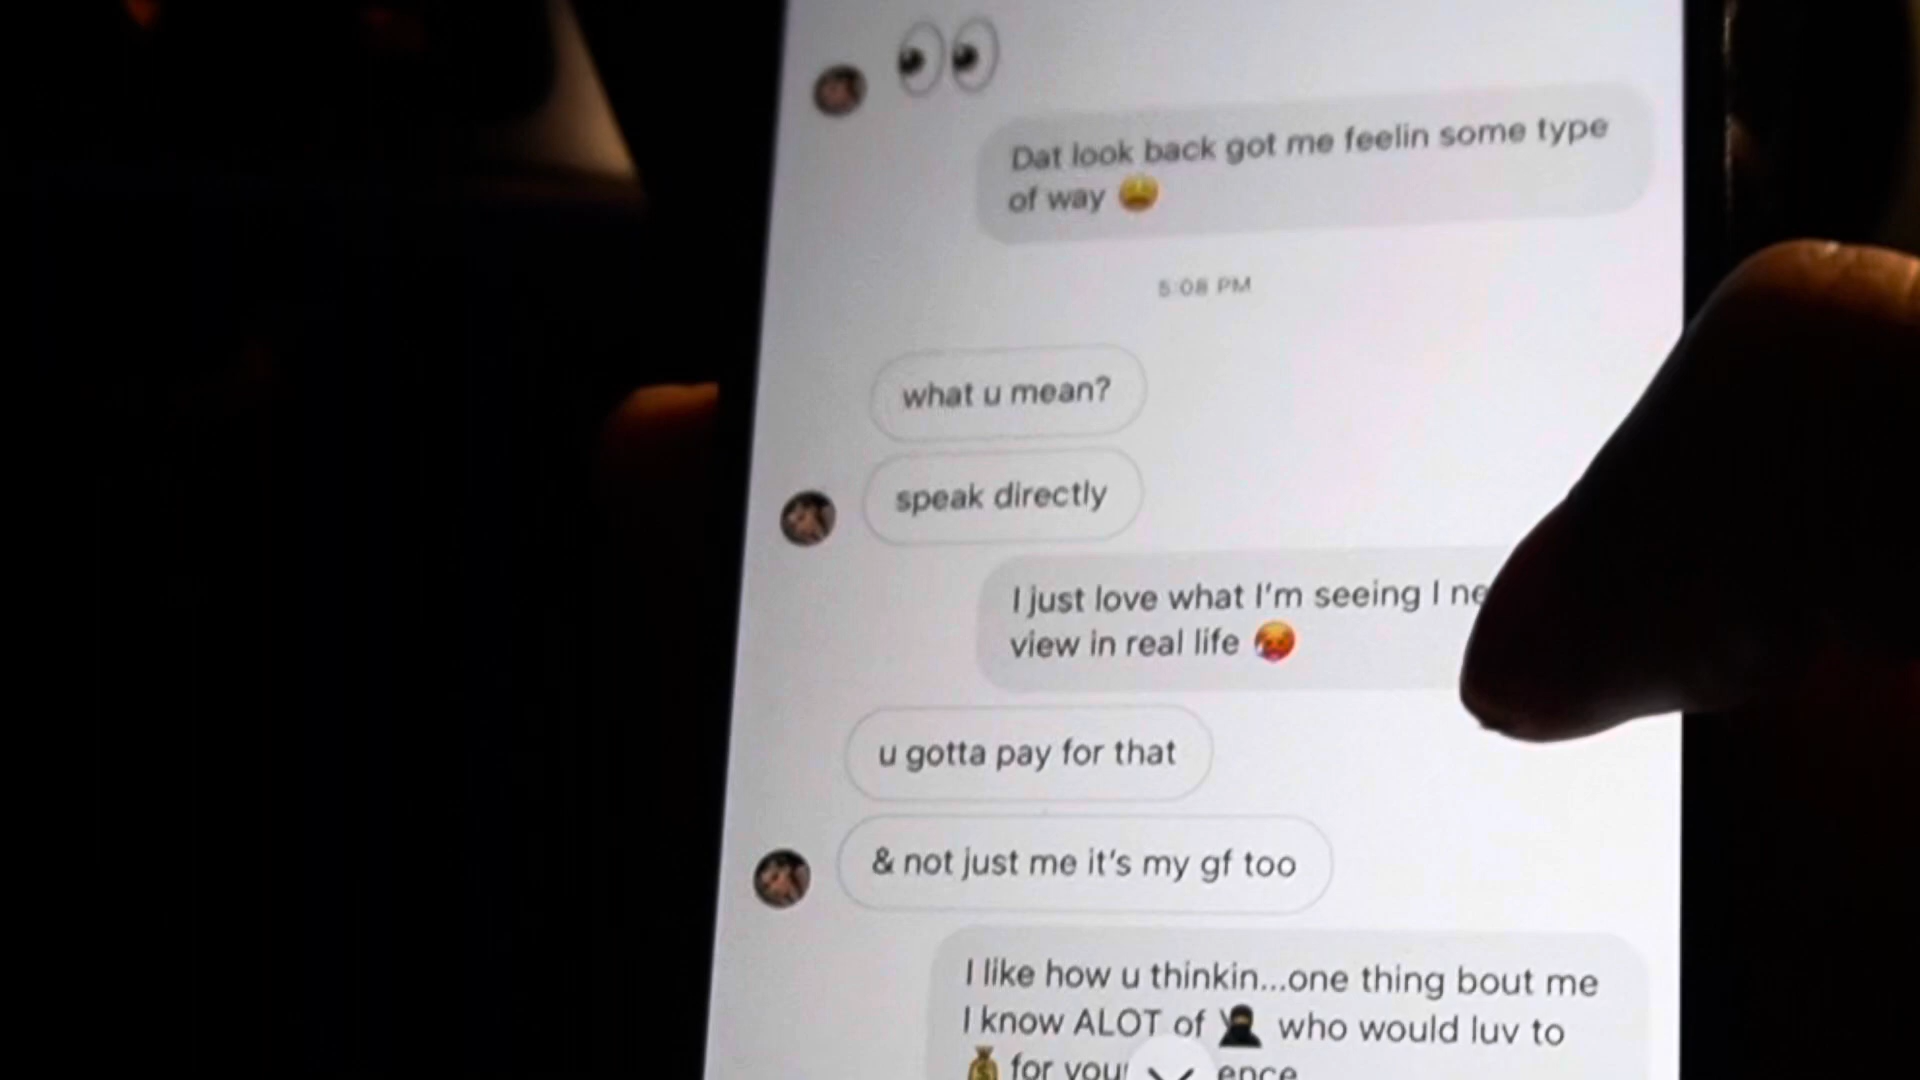 👀
Dat look back got me feelin some type
of way 😩
5:08 PM
what u mean?
speak directly
I just love what I'm seeing I
view in real life 🥵
u gotta pay for that
& not just me it's my gf too
I like how u thinkin...one thing bout me
I know ALOT of 🥷 who would luv to
💰 for